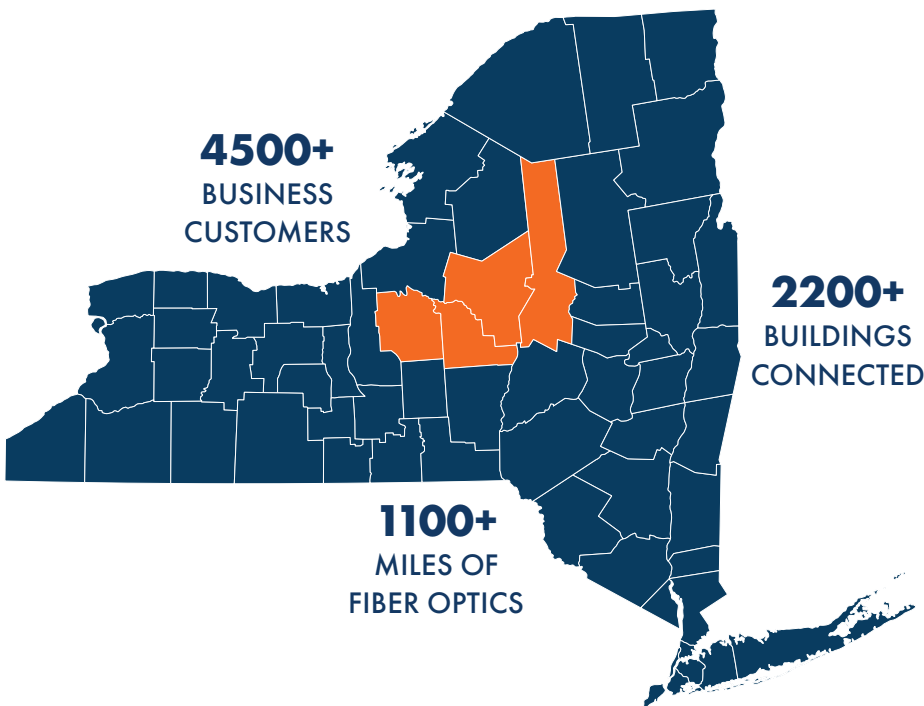 4500+
BUSINESS
CUSTOMERS
2200+
BUILDINGS
CONNECTED
1100+
MILES OF
FIBER OPTICS